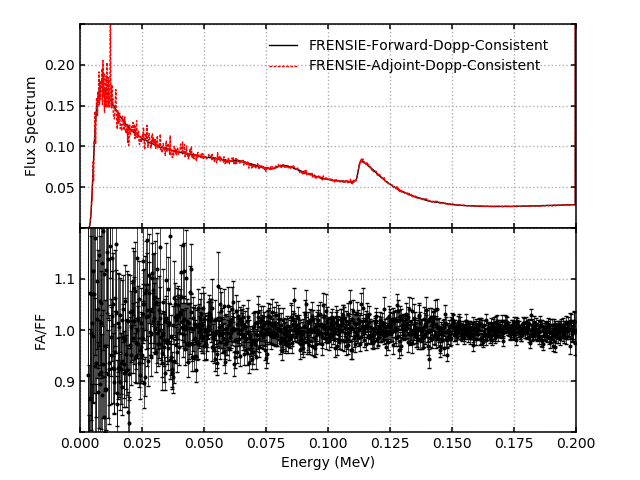 FRENSIE-Forward-Dopp-Consistent
FRENSIE-Adjoint-Dopp-Consistent
Flux Spectrum
0.20
0.15
0.10
0.05
FA/FF
1.1
1.0
0.9
0.000 0.025 0.050 0.075 0.100 0.125 0.150 0.175 0.200
Energy (MeV)